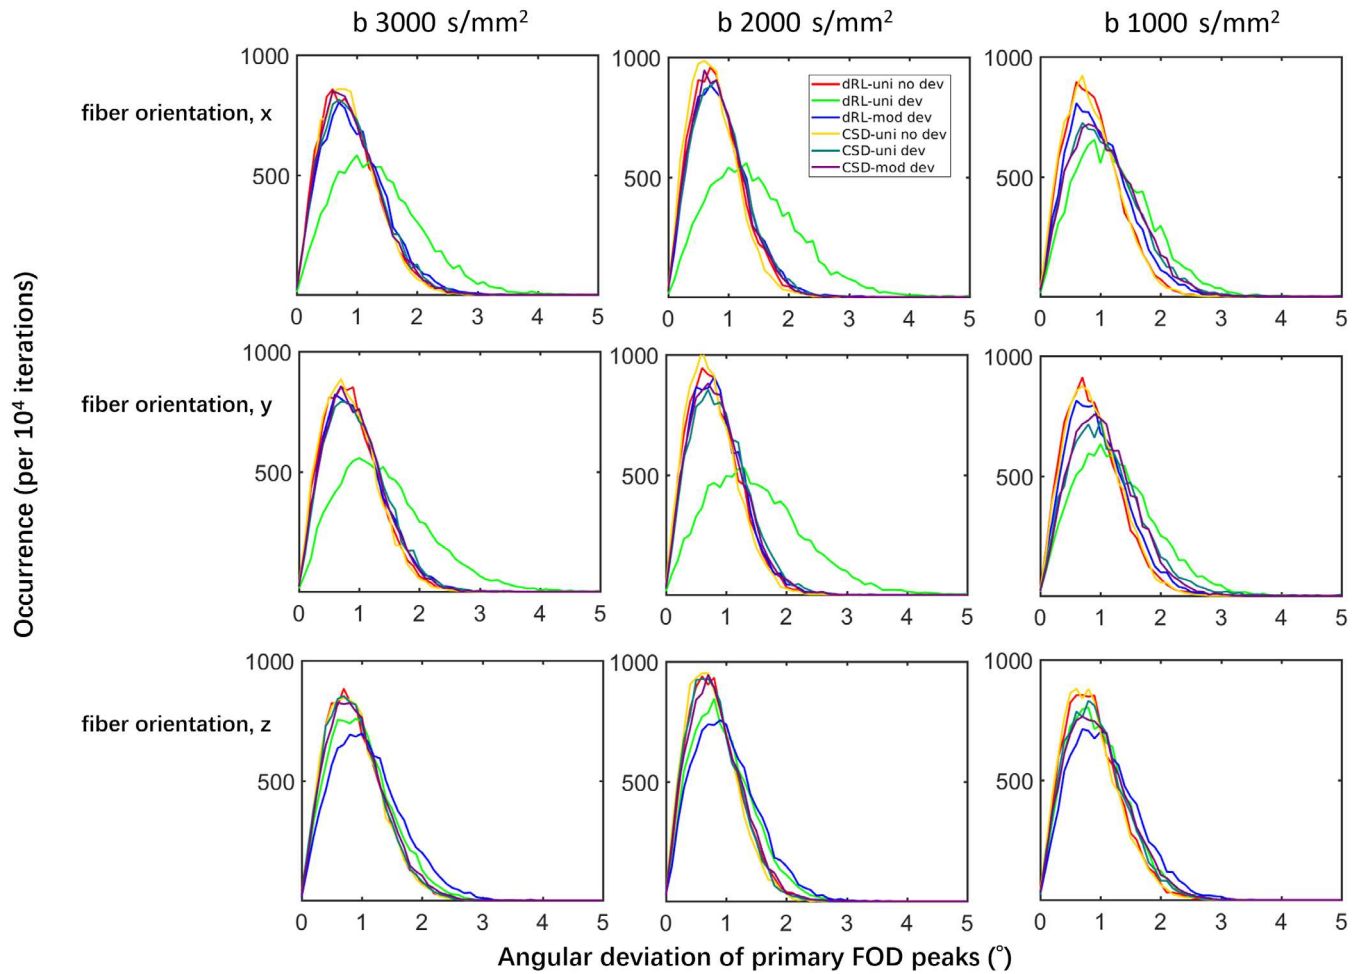 b 3000 s/mm²
b 2000 s/mm²
b 1000 s/mm²
fiber orientation, x
1000
500
0 1 2 3 4 5
1000
500
0 1 2 3 4 5
dRL-uni no dev
dRL-uni dev
dRL-mod dev
CSD-uni no dev
CSD-uni dev
CSD-mod dev
1000
500
0 1 2 3 4 5
Occurrence (per 10⁴ iterations)
fiber orientation, y
1000
500
0 1 2 3 4 5
1000
500
0 1 2 3 4 5
1000
500
0 1 2 3 4 5
fiber orientation, z
1000
500
0 1 2 3 4 5
1000
500
0 1 2 3 4 5
1000
500
0 1 2 3 4 5
Angular deviation of primary FOD peaks (°)